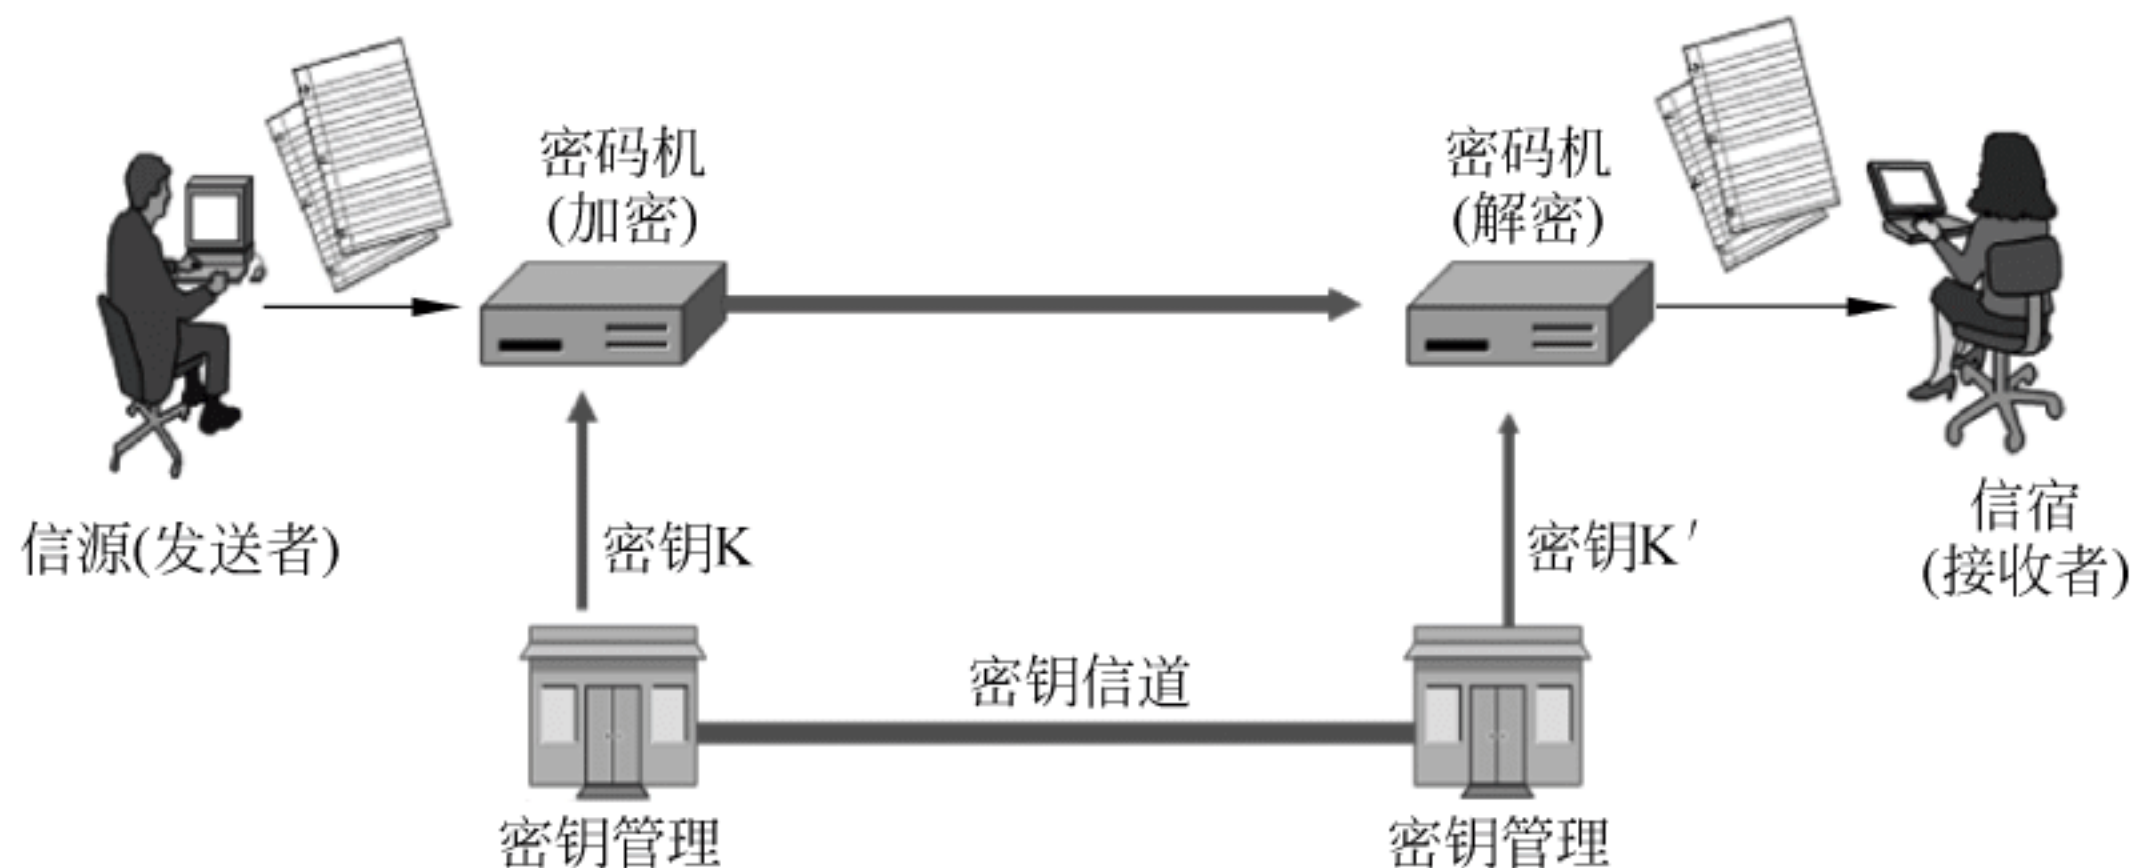 密码机
(加密)
密码机
(解密)
信源(发送者)
密钥K
密钥K′
信宿
(接收者)
密钥信道
密钥管理
密钥管理